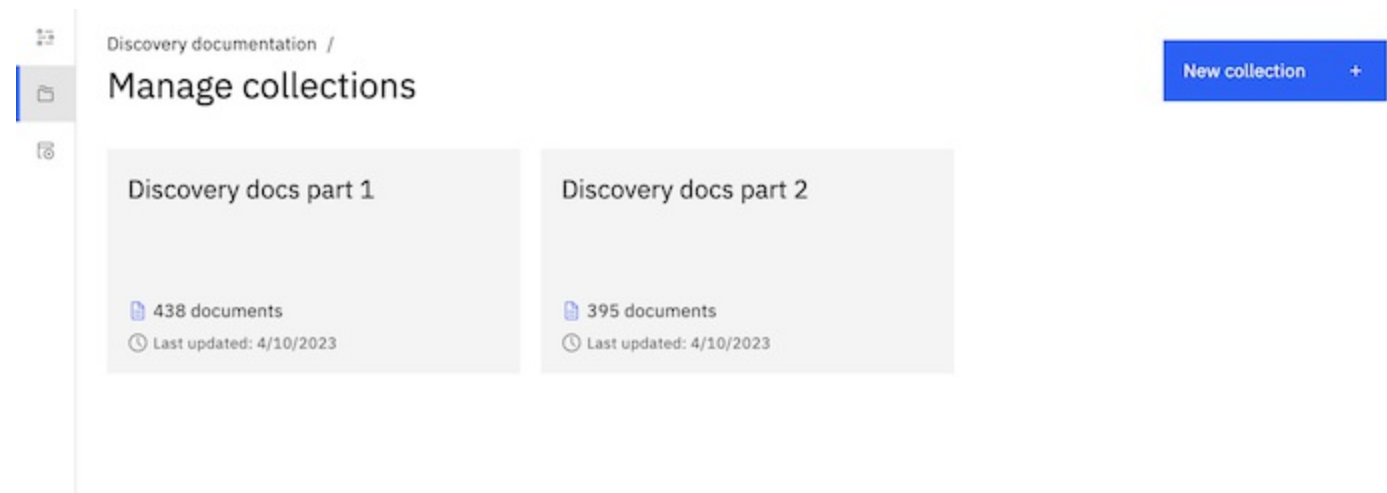 Discovery documentation /
Manage collections
New collection +
Discovery docs part 1
438 documents
Last updated: 4/10/2023
Discovery docs part 2
395 documents
Last updated: 4/10/2023